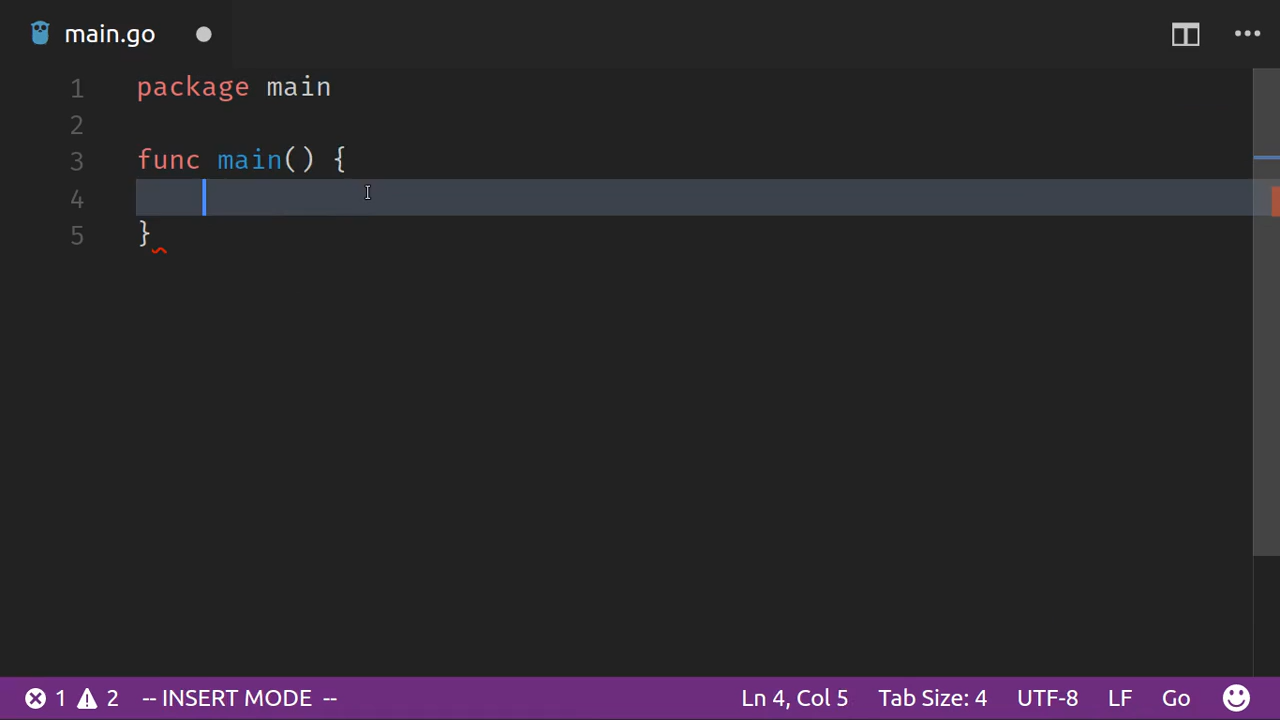 main.go
1 package main
2
3 func main() {
4
5 }
1 2 -- INSERT MODE -- Ln 4, Col 5 Tab Size: 4 UTF-8 LF Go